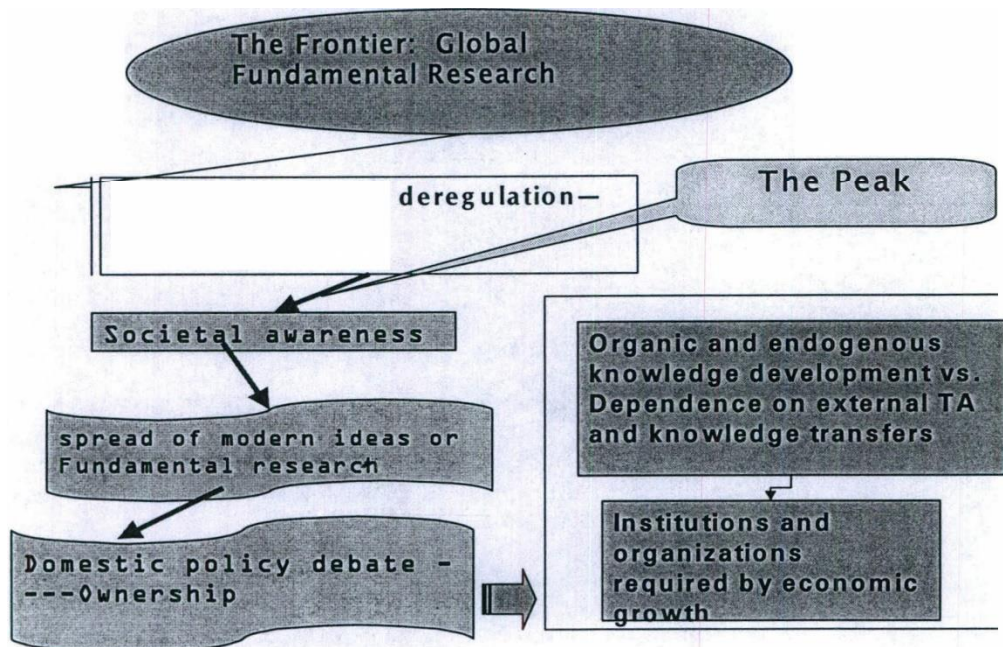 The Frontier: Global
Fundamental Research
deregulation—
The Peak
Societal awareness
spread of modern ideas or
Fundamental research
Domestic policy debate -
---Ownership
Organic and endogenous
knowledge development vs.
Dependence on external TA
and knowledge transfers
Institutions and
organizations
required by economic
growth